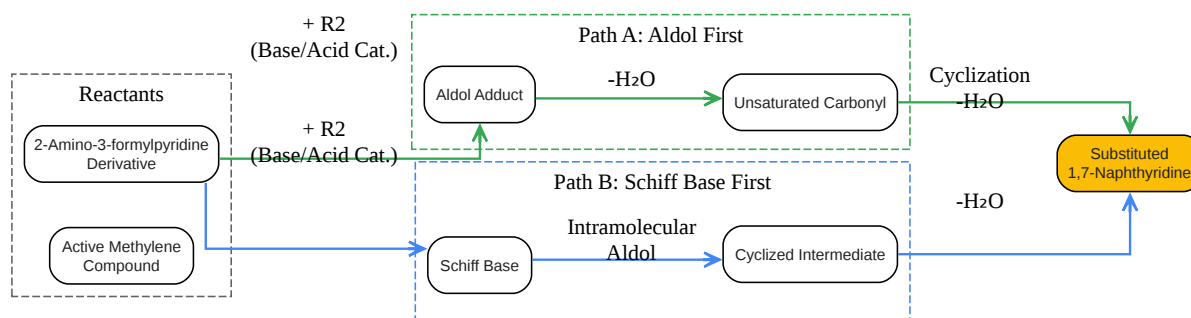 + R2
(Base/Acid Cat.)
Path A: Aldol First
Reactants
Aldol Adduct
-H₂O
Unsaturated Carbonyl
Cyclization
-H₂O
2-Amino-3-formylpyridine
Derivative
+ R2
(Base/Acid Cat.)
Substituted
1,7-Naphthyridine
Path B: Schiff Base First
-H₂O
Active Methylene
Compound
Schiff Base
Intramolecular
Aldol
Cyclized Intermediate